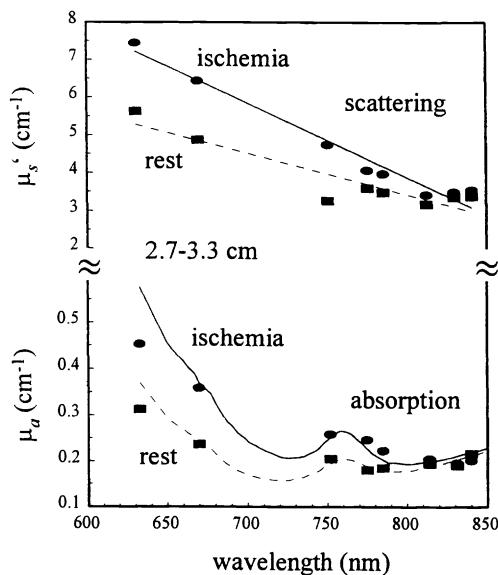 8
7
6
5
4
3
2
μs‘ (cm-1)
ischemia
scattering
rest
≈
≈
2.7-3.3 cm
0.5
0.4
0.3
0.2
0.1
μa (cm-1)
ischemia
absorption
rest
600 650 700 750 800 850
wavelength (nm)